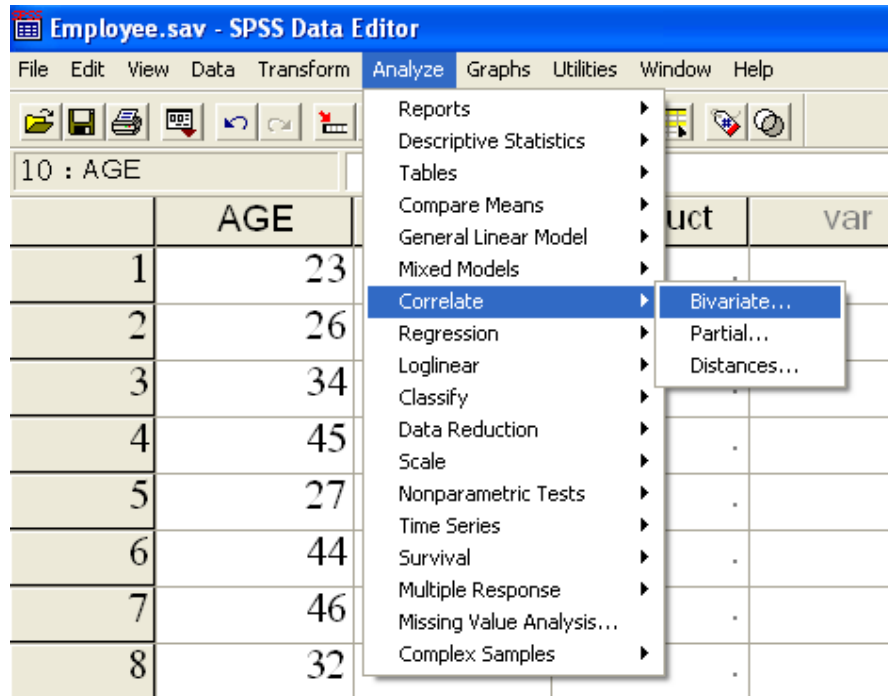 Employee.sav - SPSS Data Editor
File Edit View Data Transform Analyze Graphs Utilities Window Help
10 : AGE
AGE uct var
Reports
Descriptive Statistics
Tables
Compare Means
General Linear Model
Mixed Models
Correlate
Regression
Loglinear
Classify
Data Reduction
Scale
Nonparametric Tests
Time Series
Survival
Multiple Response
Missing Value Analysis...
Complex Samples
Bivariate...
Partial...
Distances...
1 23 .
2 26
3 34 .
4 45 .
5 27 .
6 44 .
7 46 .
8 32 .